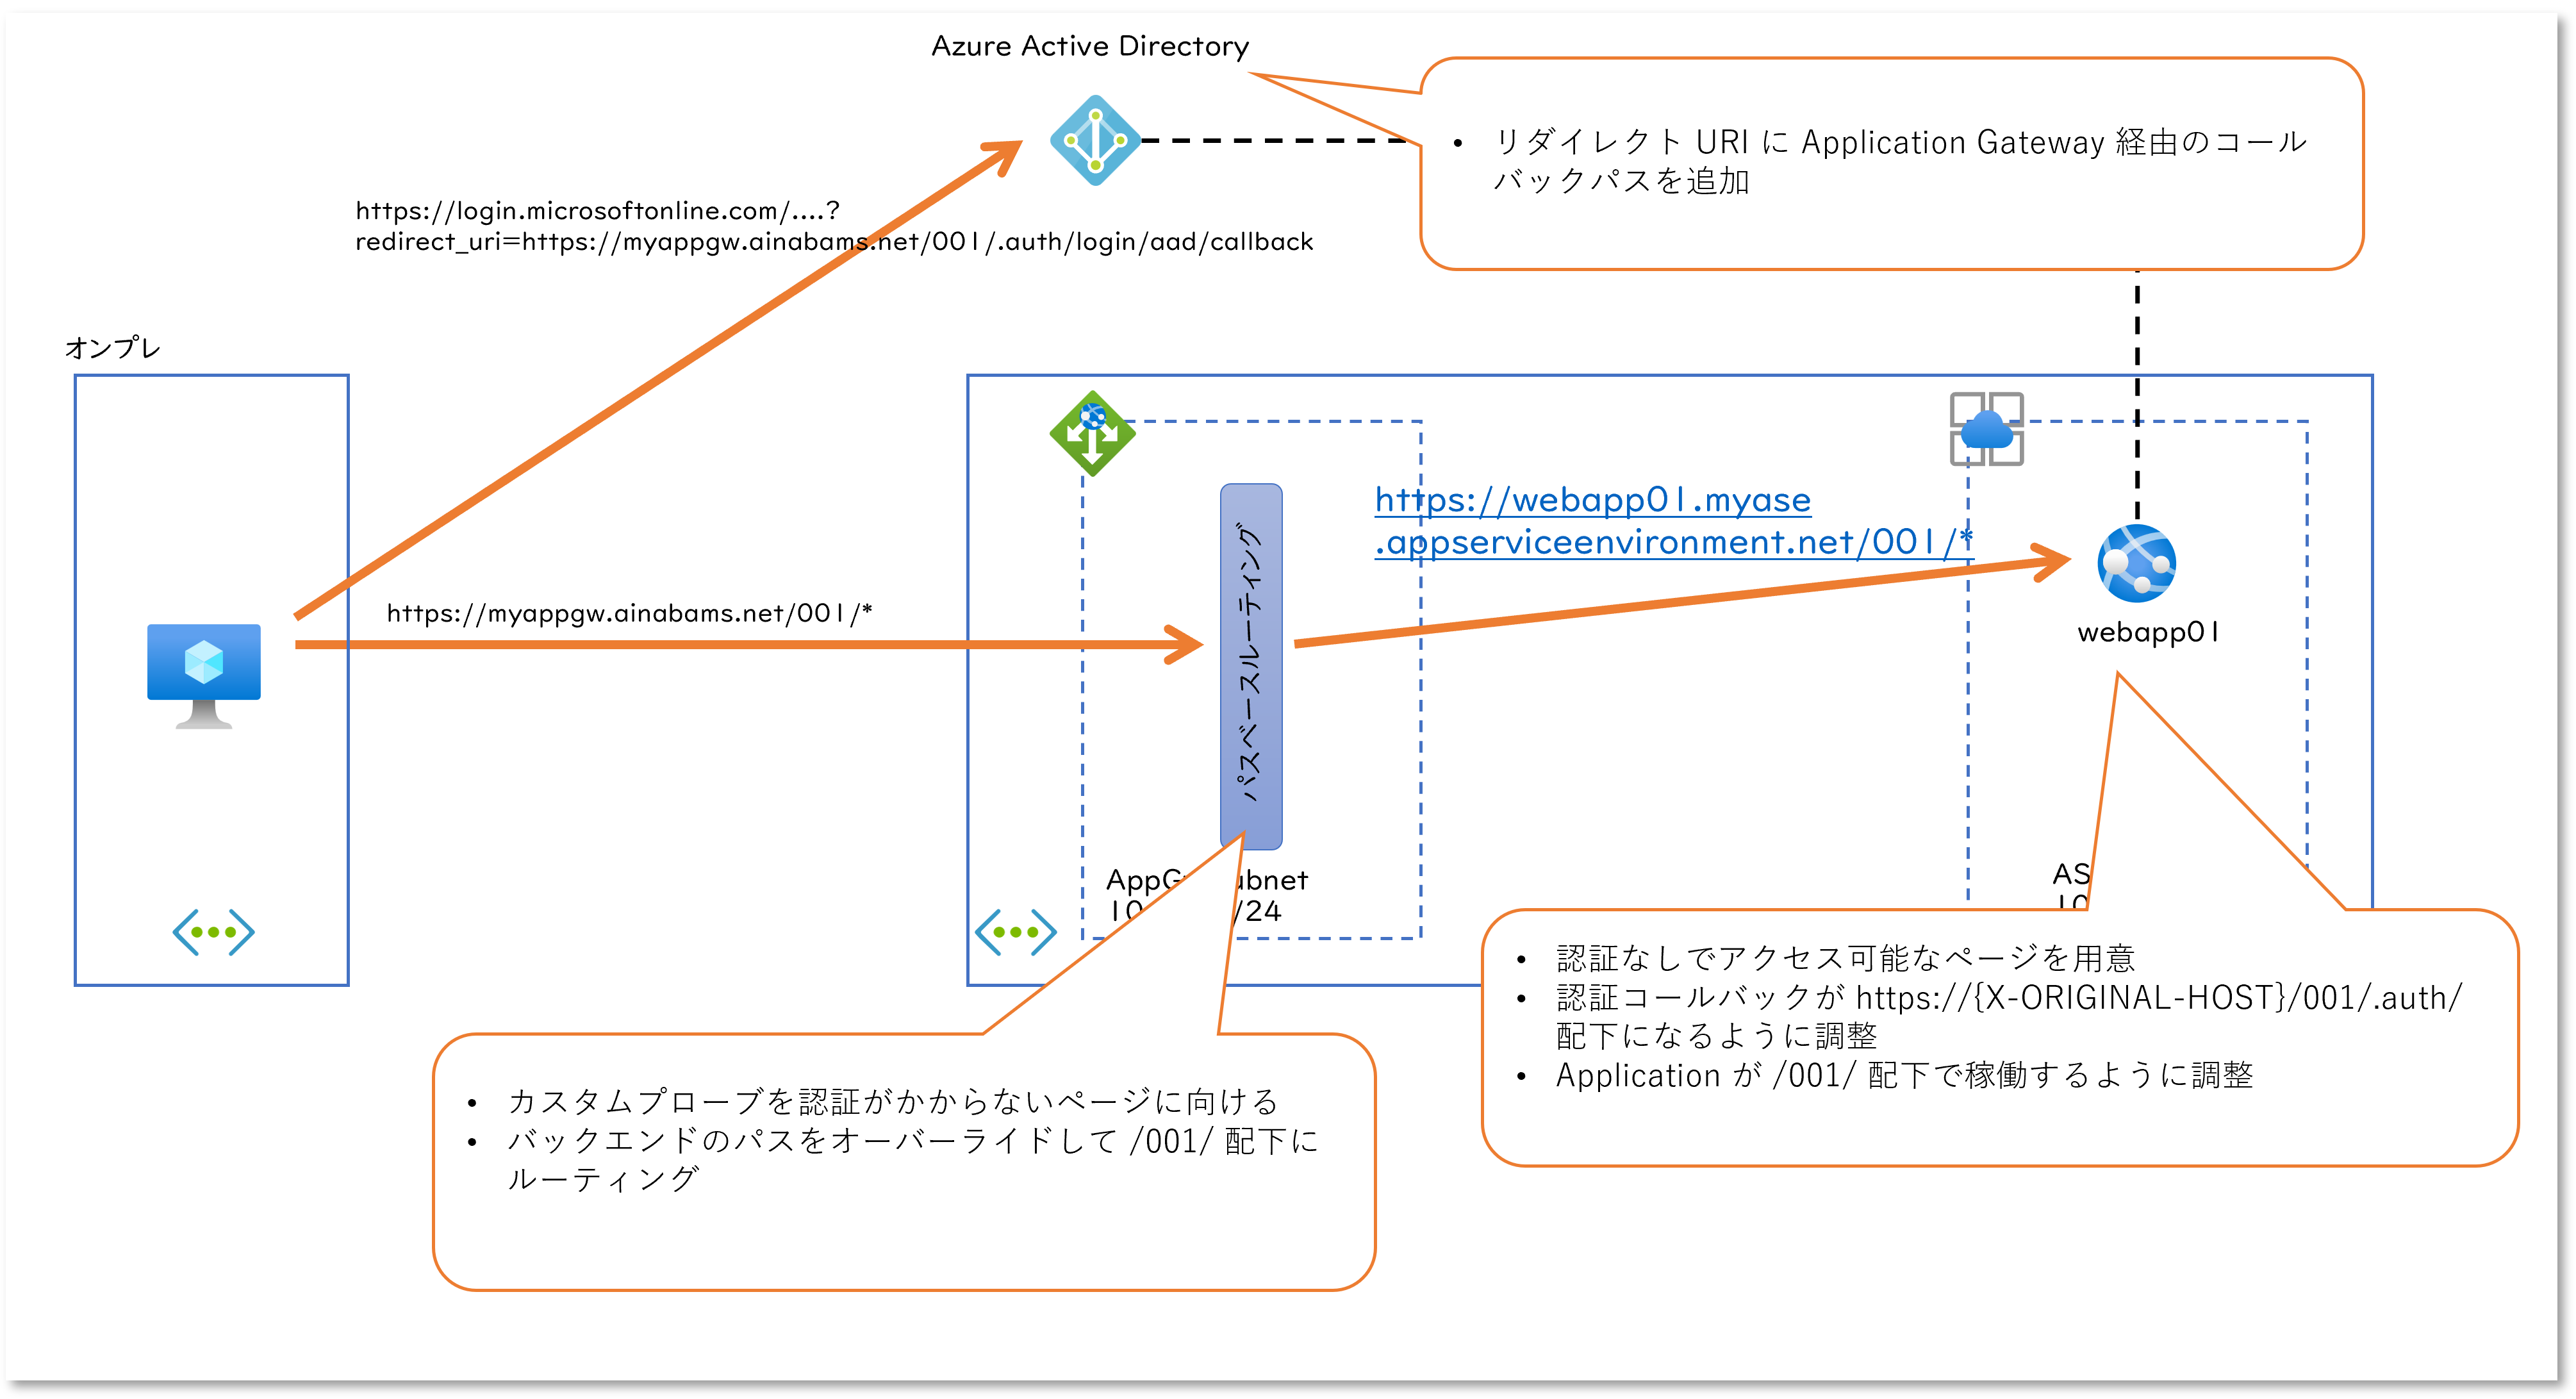 Azure Active Directory
• リダイレクト URI に Application Gateway 経由のコール
バックパスを追加
https://login.microsoftonline.com/....?
redirect_uri=https://myappgw.ainabams.net/001/.auth/login/aad/callback
オンプレ
https://myappgw.ainabams.net/001/*
パスベースルーティング
https://webapp01.myase
.appserviceenvironment.net/001/*
webapp01
• カスタムプローブを認証がかからないページに向ける
• バックエンドのパスをオーバーライドして /001/ 配下に
ルーティング
• 認証なしでアクセス可能なページを用意
• 認証コールバックが https://{X-ORIGINAL-HOST}/001/.auth/
配下になるように調整
• Application が /001/ 配下で稼働するように調整